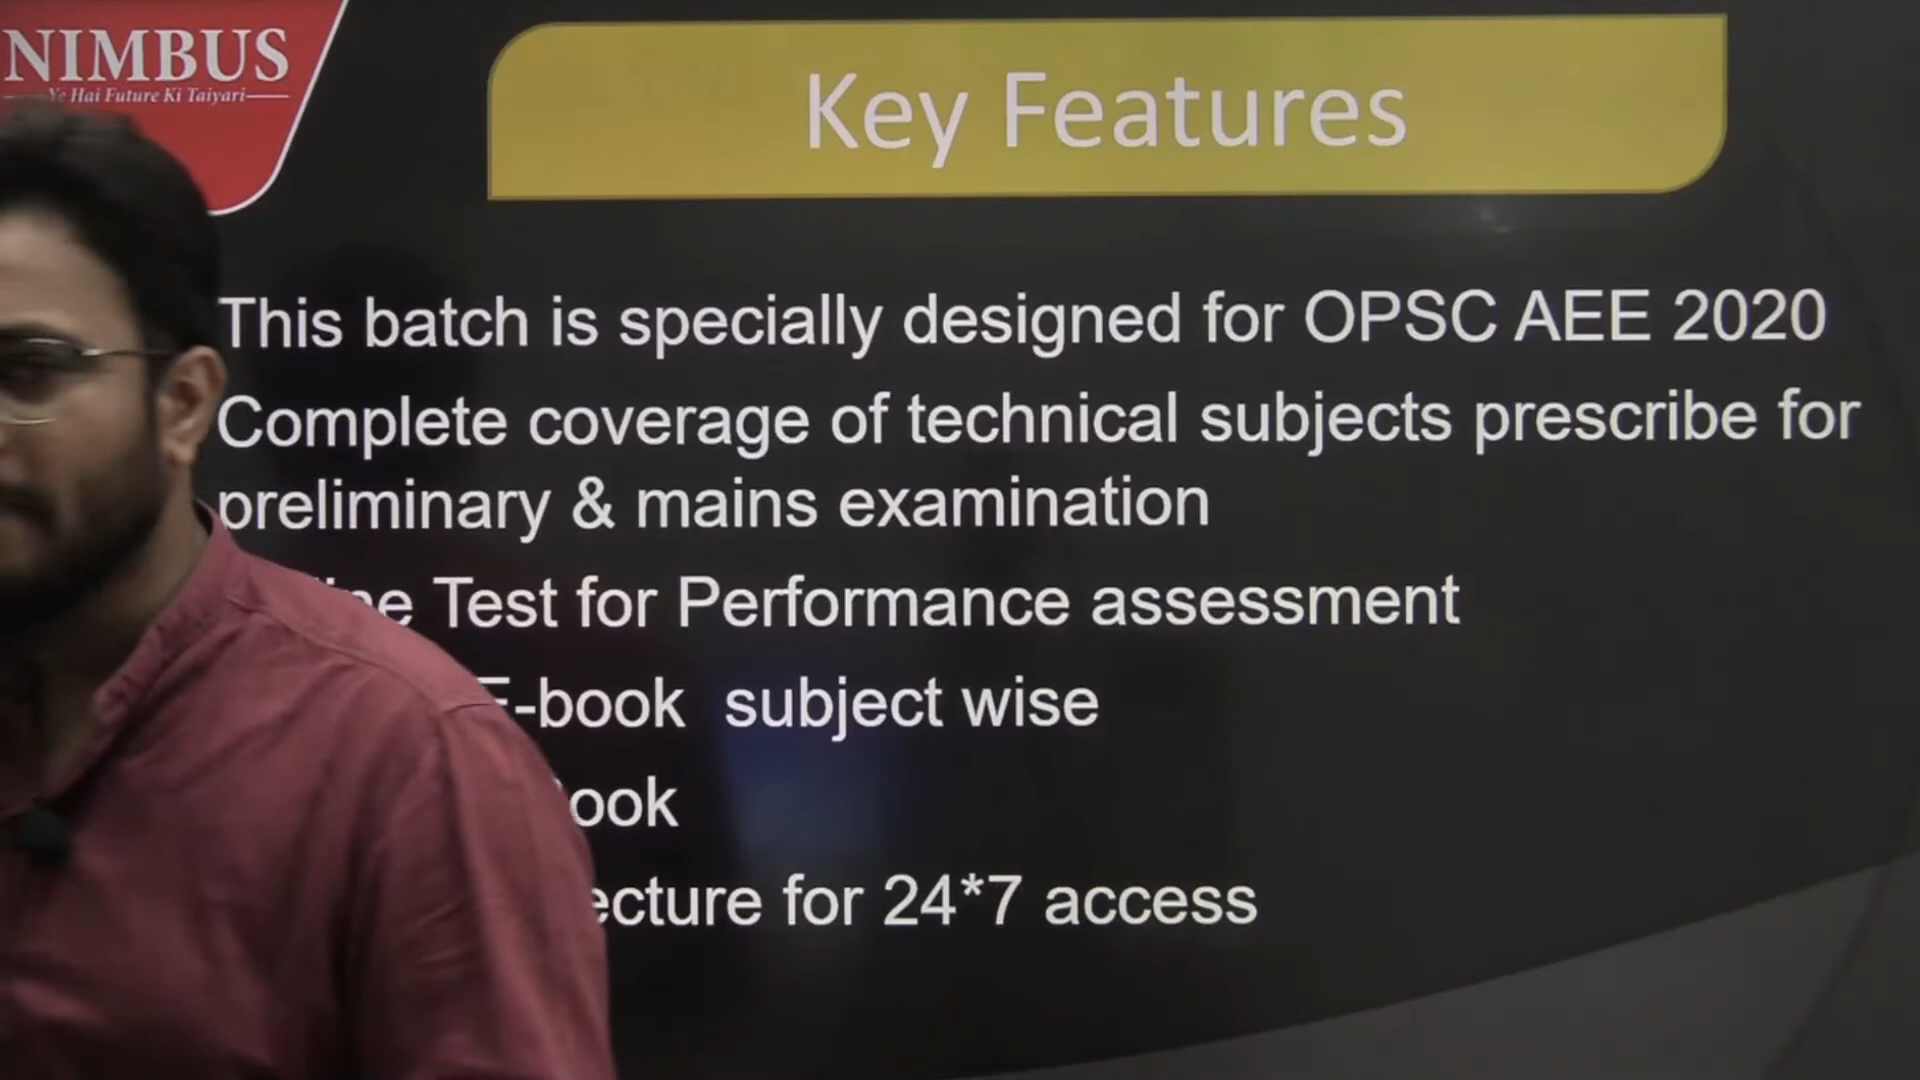 NIMBUS
Ye Hai Future Ki Taiyari
Key Features
This batch is specially designed for OPSC AEE 2020
Complete coverage of technical subjects prescribe for
preliminary & mains examination
Test for Performance assessment
E-book subject wise
for 24*7 access